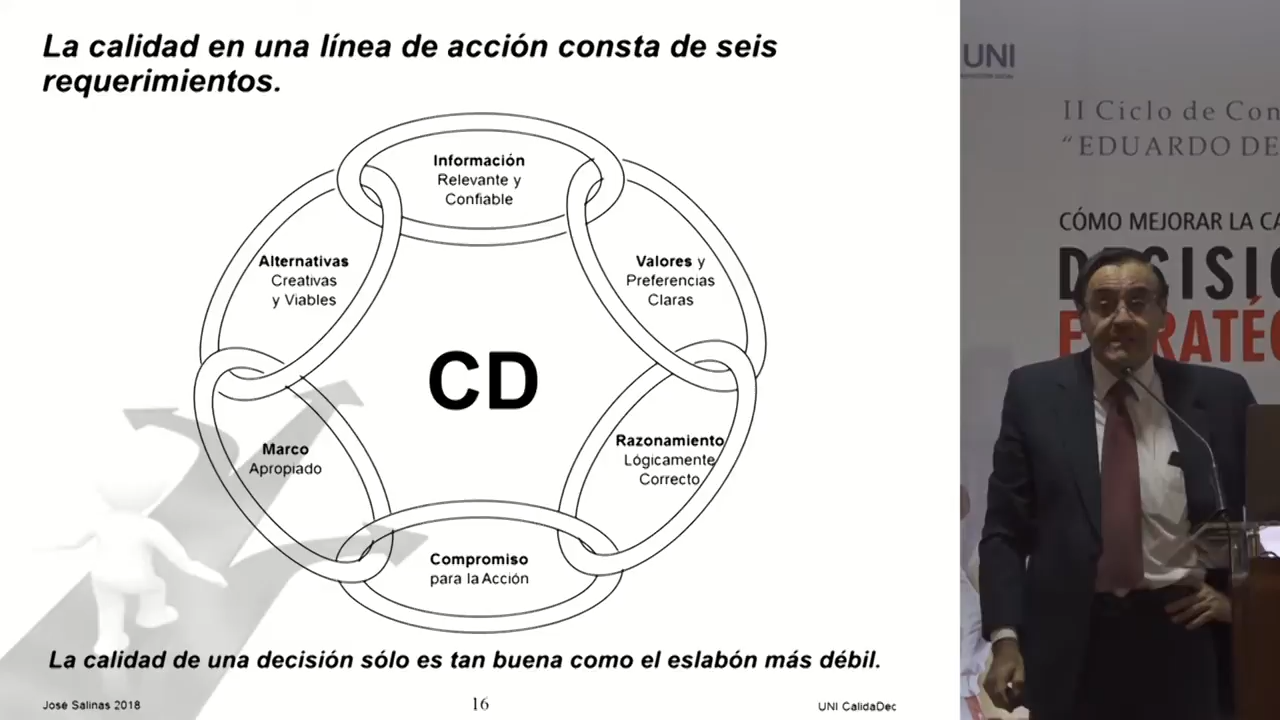 La calidad en una línea de acción consta de seis
requerimientos.
Información
Relevante y
Confiable
Alternativas
Creativas
y Viables
Valores y
Preferencias
Claras
CD
Marco
Apropiado
Razonamiento
Lógicamente
Correcto
Compromiso
para la Acción
La calidad de una decisión sólo es tan buena como el eslabón más débil.
José Salinas 2018
16
UNI CalidaDec
UNI
II Ciclo de Con
"EDUARDO DE
CÓMO MEJORAR LA CA